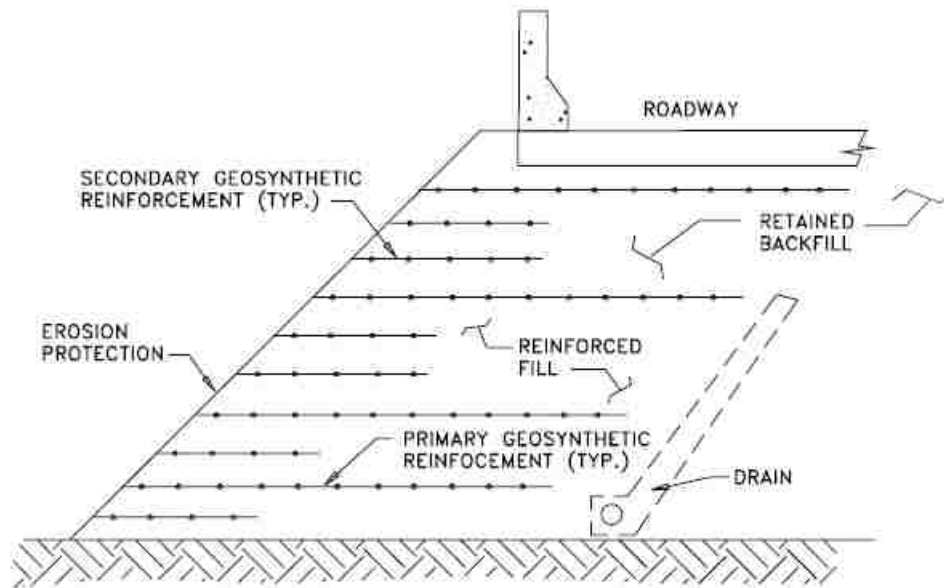 ROADWAY
SECONDARY GEOSYNTHETIC
REINFORCEMENT (TYP.)
RETAINED
BACKFILL
EROSION
PROTECTION
REINFORCED
FILL
PRIMARY GEOSYNTHETIC
REINFOCEMENT (TYP.)
DRAIN